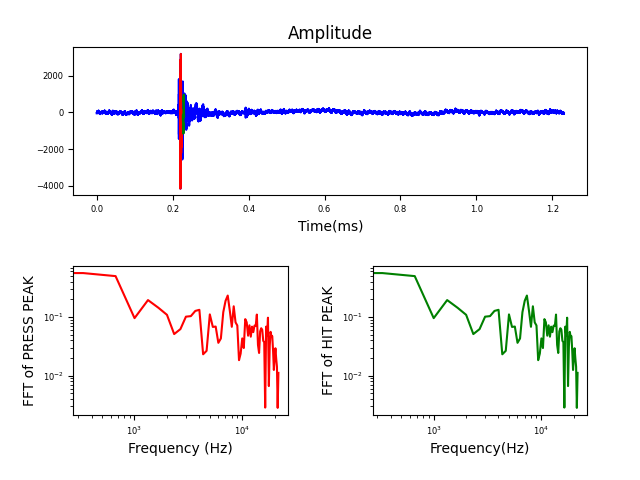 Amplitude
2000
0
−2000
−4000
0.0 0.2 0.4 0.6 0.8 1.0 1.2
Time(ms)
FFT of PRESS PEAK
10⁻¹
10⁻²
10³ 10⁴
Frequency (Hz)
FFT of HIT PEAK
10⁻¹
10⁻²
10³ 10⁴
Frequency(Hz)